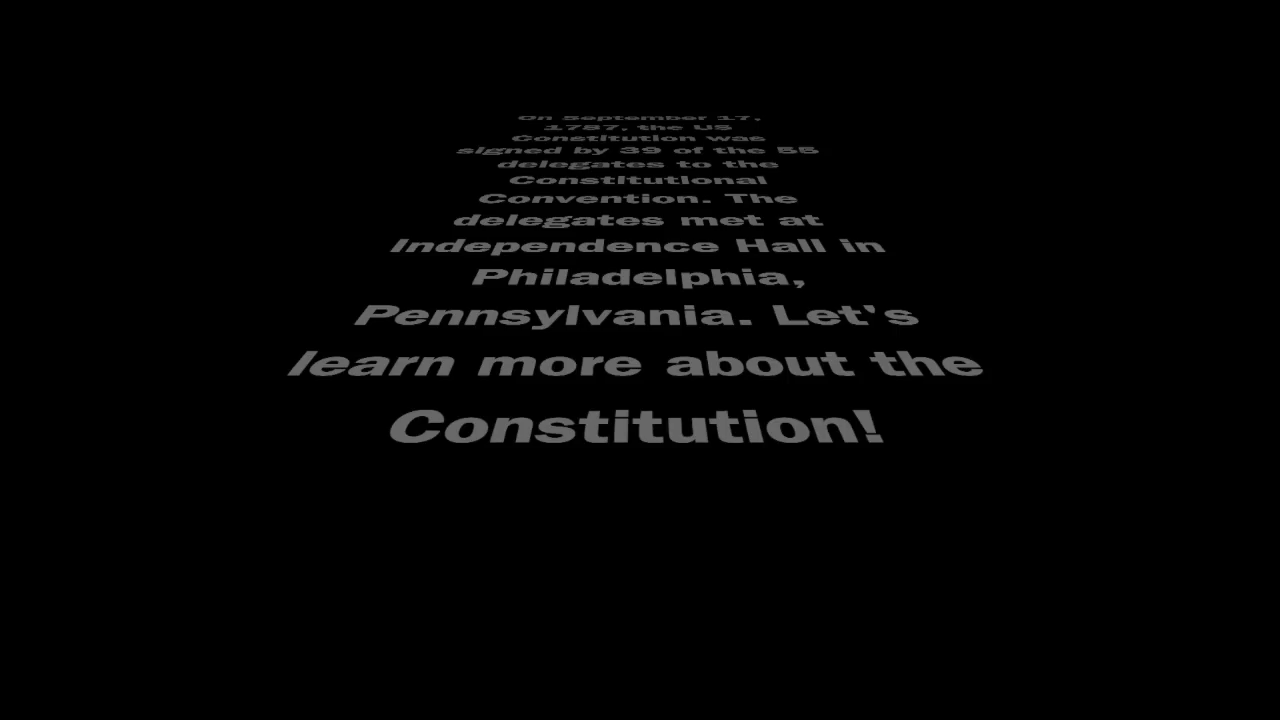 On September 17,
1787, the US
Constitution was
signed by 39 of the 55
delegates to the
Constitutional
Convention. The
delegates met at
Independence Hall in
Philadelphia,
Pennsylvania. Let's
learn more about the
Constitution!